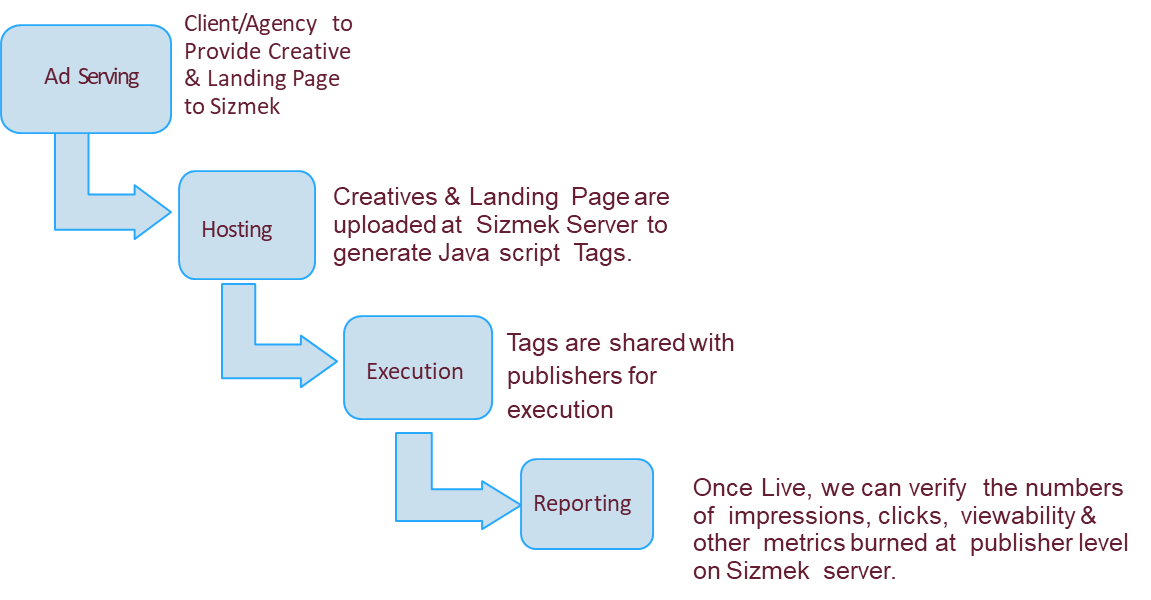 Ad Serving
Client/Agency to
Provide Creative
& Landing Page
to Sizmek
Hosting
Creatives & Landing Page are
uploaded at Sizmek Server to
generate Java script Tags.
Execution
Tags are shared with
publishers for
execution
Reporting
Once Live, we can verify the numbers
of impressions, clicks, viewability &
other metrics burned at publisher level
on Sizmek server.